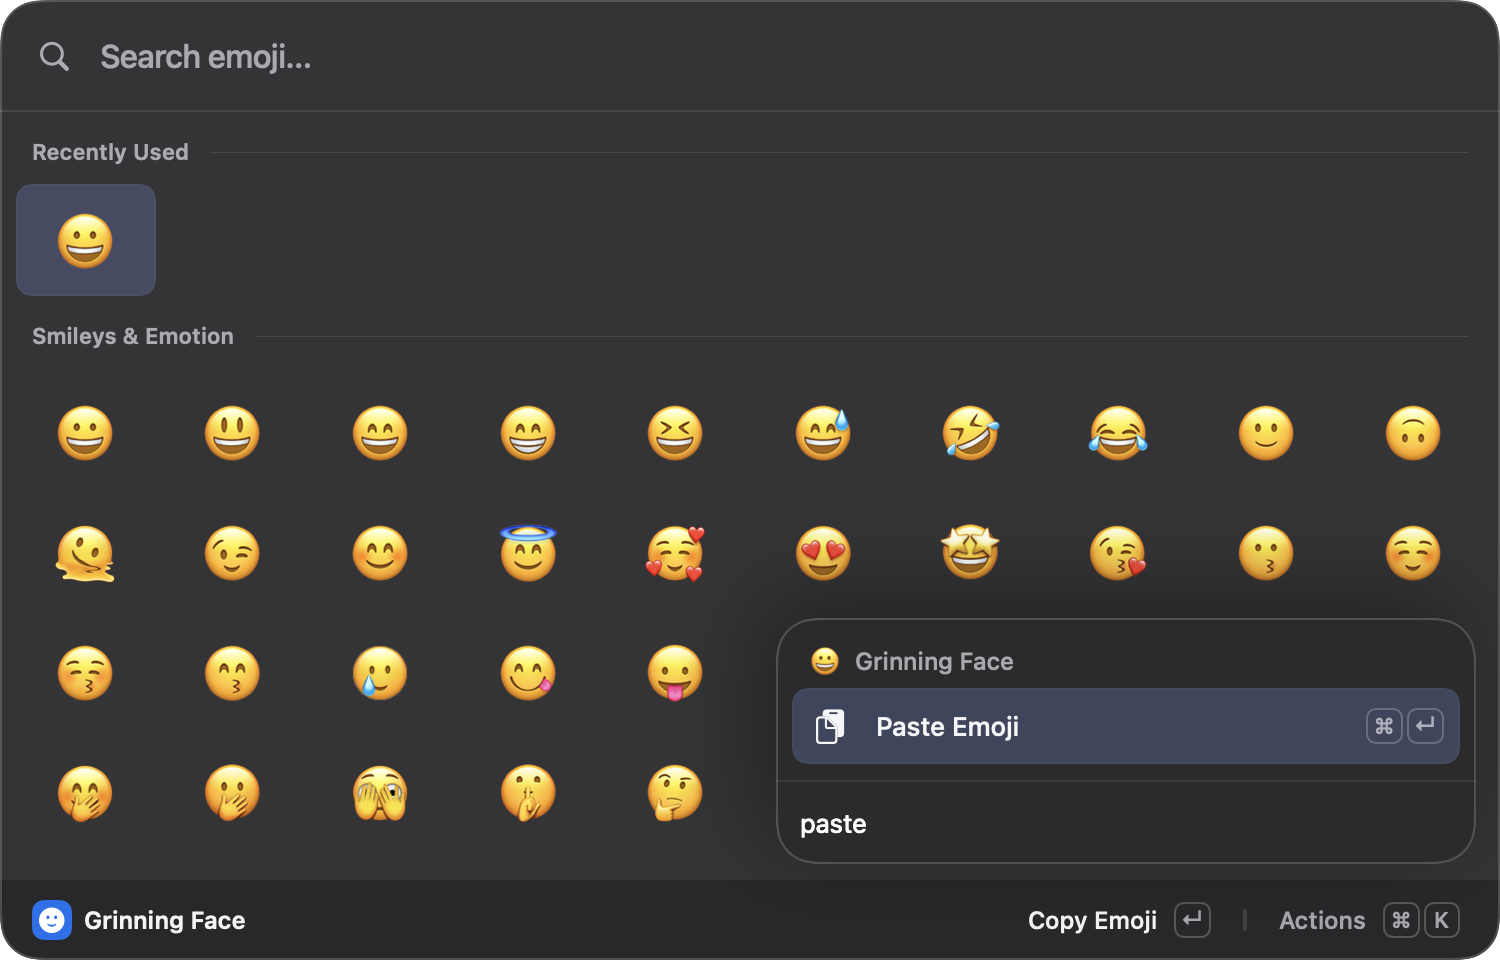 Search emoji...
Recently Used
Smileys & Emotion
Grinning Face
Paste Emoji ⌘ ↵
paste
Grinning Face
Copy Emoji ↵ | Actions ⌘ K